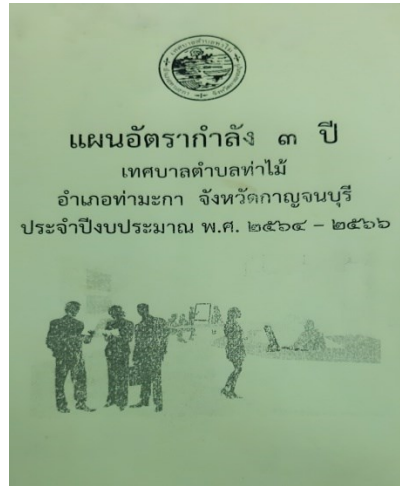 แผนอัตรากำลัง ๓ ปี
เทศบาลตำบลท่าไม้
อำเภอท่ามะกา จังหวัดกาญจนบุรี
ประจำปีงบประมาณ พ.ศ. ๒๕๖๔ - ๒๕๖๖